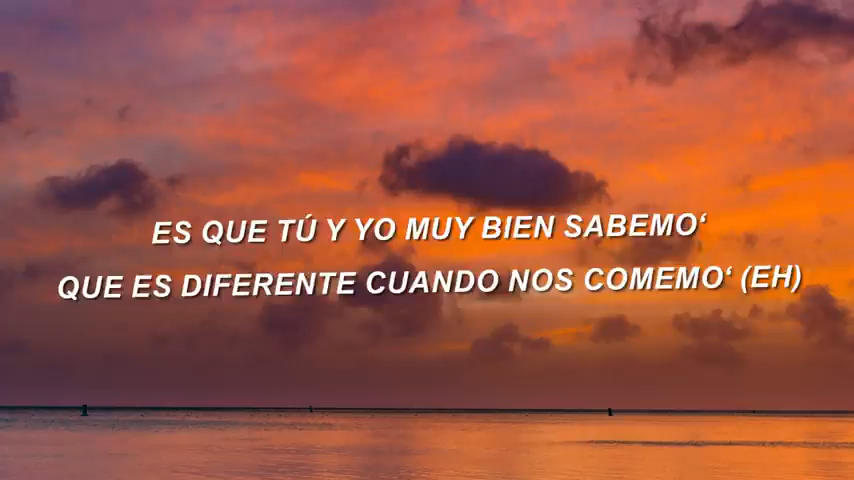 ES QUE TÚ Y YO MUY BIEN SABEMO‘
QUE ES DIFERENTE CUANDO NOS COMEMO‘ (EH)